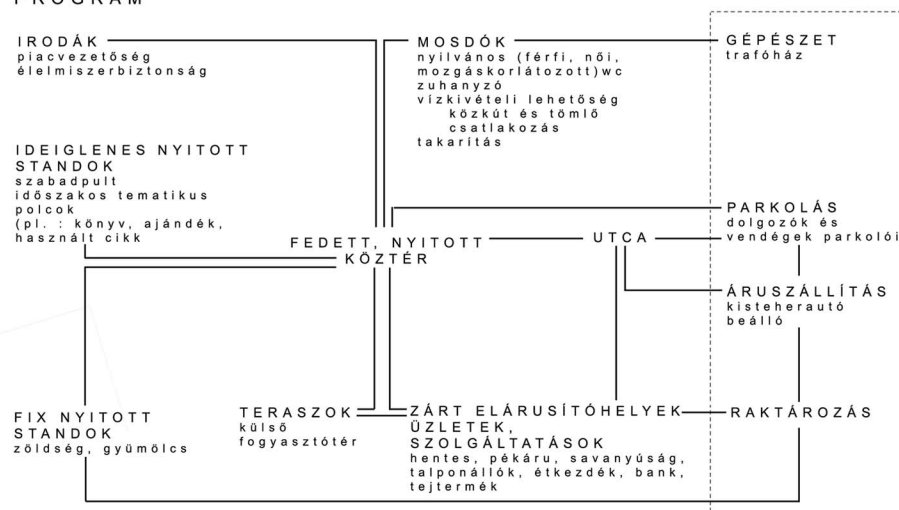 PROGRAM
IRODÁK
piacvezetőség
élelmiszerbiztonság
MOSDÓK
nyilvános (férfi, női,
mozgáskorlátozott)wc
zuhanyzó
vízkivételi lehetőség
közkút és tömlő
csatlakozás
takarítás
GÉPÉSZET
trafóház
IDEIGLENES NYITOTT
STANDOK
szabadpult
időszakos tematikus
polcok
(pl. : könyv, ajándék,
használt cikk
FEDETT, NYITOTT
KÖZTÉR
UTCA
PARKOLÁS
dolgozók és
vendégek parkolói
ÁRUSZÁLLÍTÁS
kisteherautó
beálló
FIX NYITOTT
STANDOK
zöldség, gyümölcs
TERASZOK
külső
fogyasztótér
ZÁRT ELÁRUSÍTÓHELYEK
ÜZLETEK,
SZOLGÁLTATÁSOK
hentes, pékáru, savanyúság,
talponállók, étkezdék, bank,
tejtermék
RAKTÁROZÁS